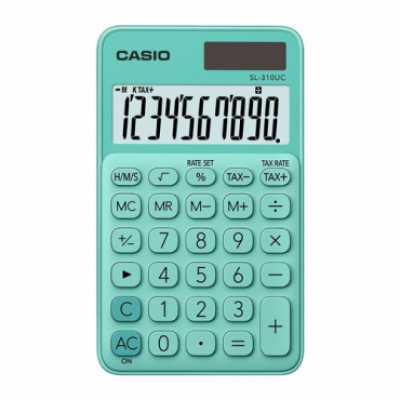 CASIO
SL-310UC
–M K TAX+
1234567890.
RATE SET TAX RATE
H/M/S √ % TAX− TAX+
MC MR M− M+ ÷
+/− 7 8 9 ×
▶ 4 5 6 −
C 1 2 3 +
AC 0 · =
ON